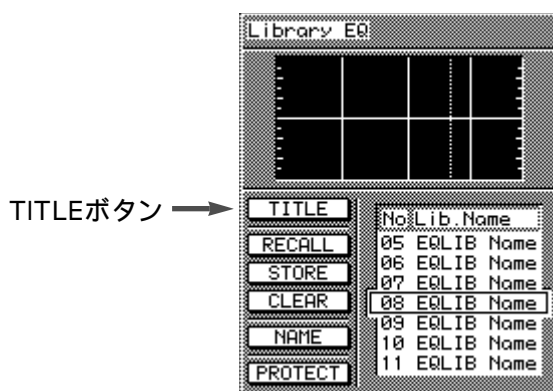 Library EQ
TITLEボタン
TITLE
RECALL
STORE
CLEAR
NAME
PROTECT
No Lib.Name
05 EQLIB Name
06 EQLIB Name
07 EQLIB Name
08 EQLIB Name
09 EQLIB Name
10 EQLIB Name
11 EQLIB Name